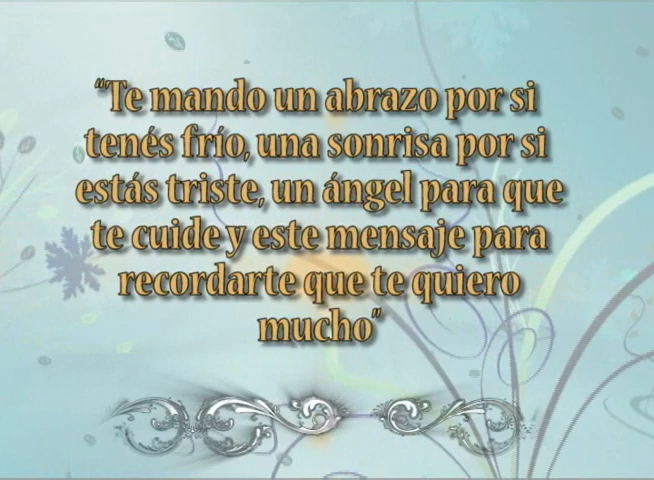 “Te mando un abrazo por si
tenés frío, una sonrisa por si
estás triste, un ángel para que
te cuide y este mensaje para
recordarte que te quiero
mucho”